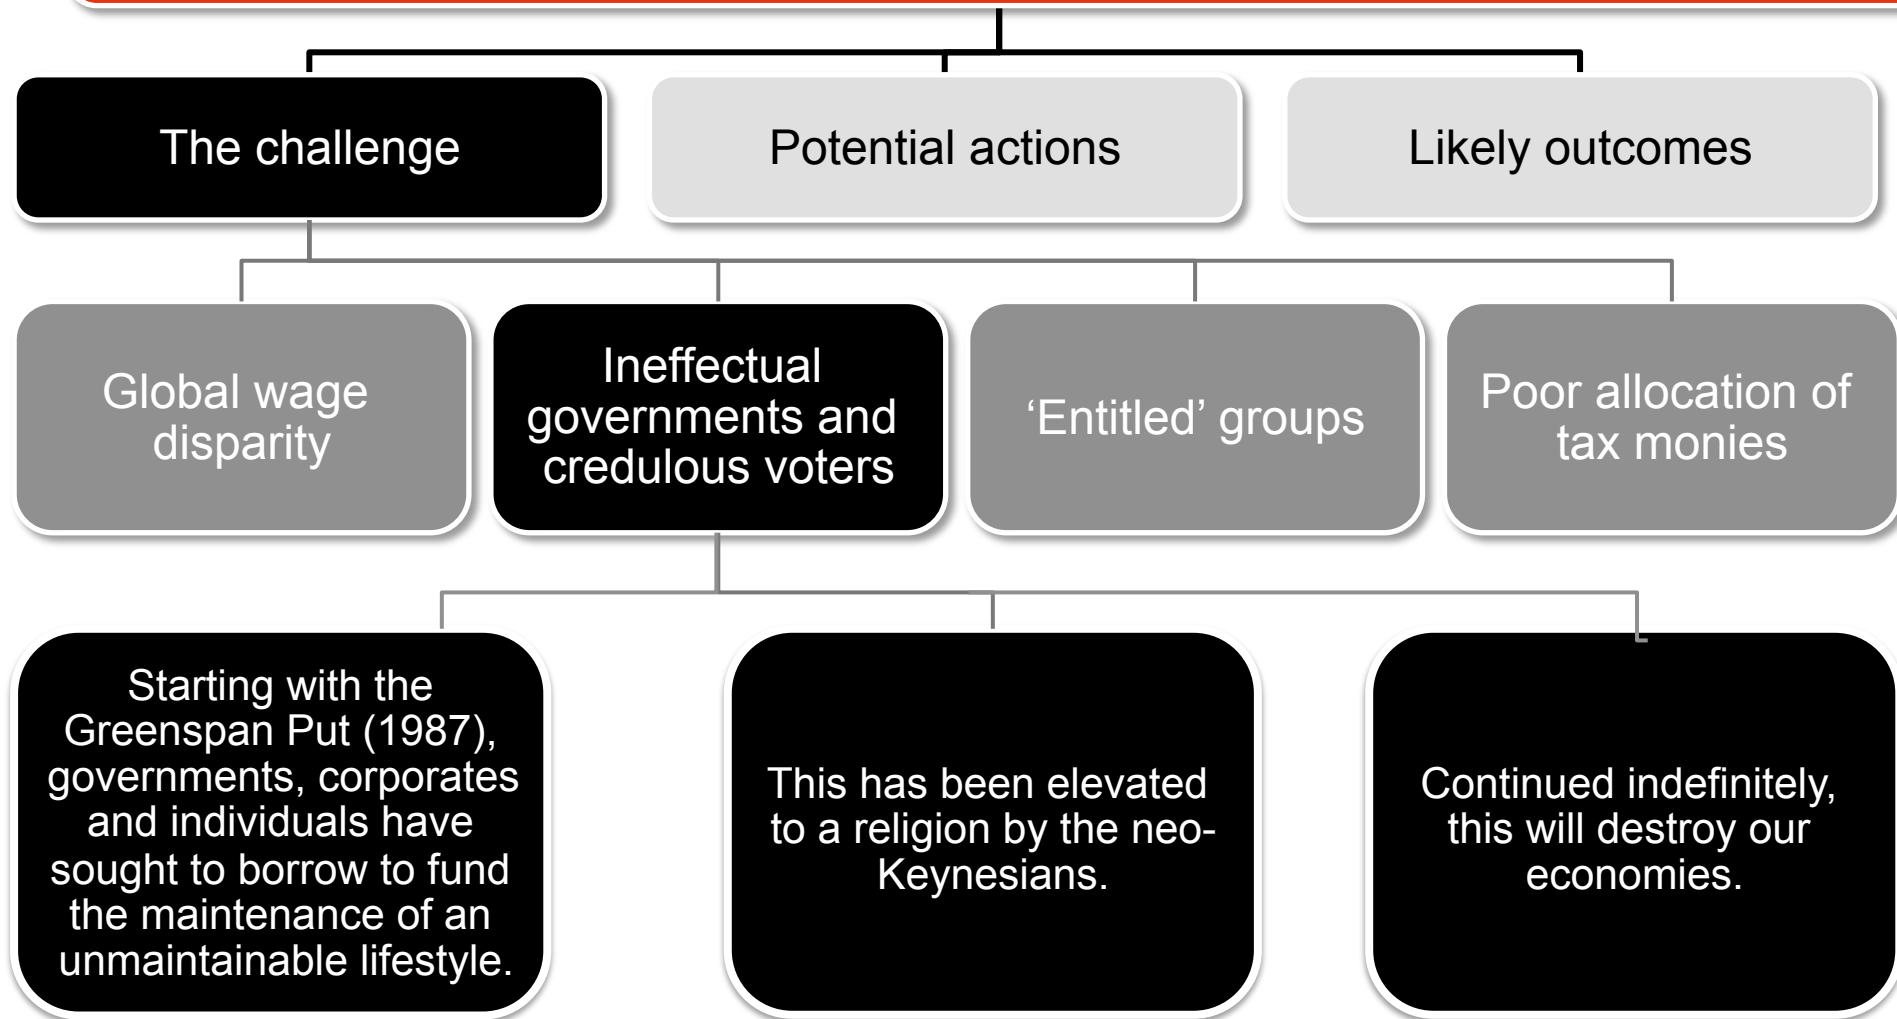 The challenge
Potential actions
Likely outcomes
Global wage
disparity
Ineffectual
governments and
credulous voters
‘Entitled’ groups
Poor allocation of
tax monies
Starting with the
Greenspan Put (1987),
governments, corporates
and individuals have
sought to borrow to fund
the maintenance of an
unmaintainable lifestyle.
This has been elevated
to a religion by the neo-
Keynesians.
Continued indefinitely,
this will destroy our
economies.